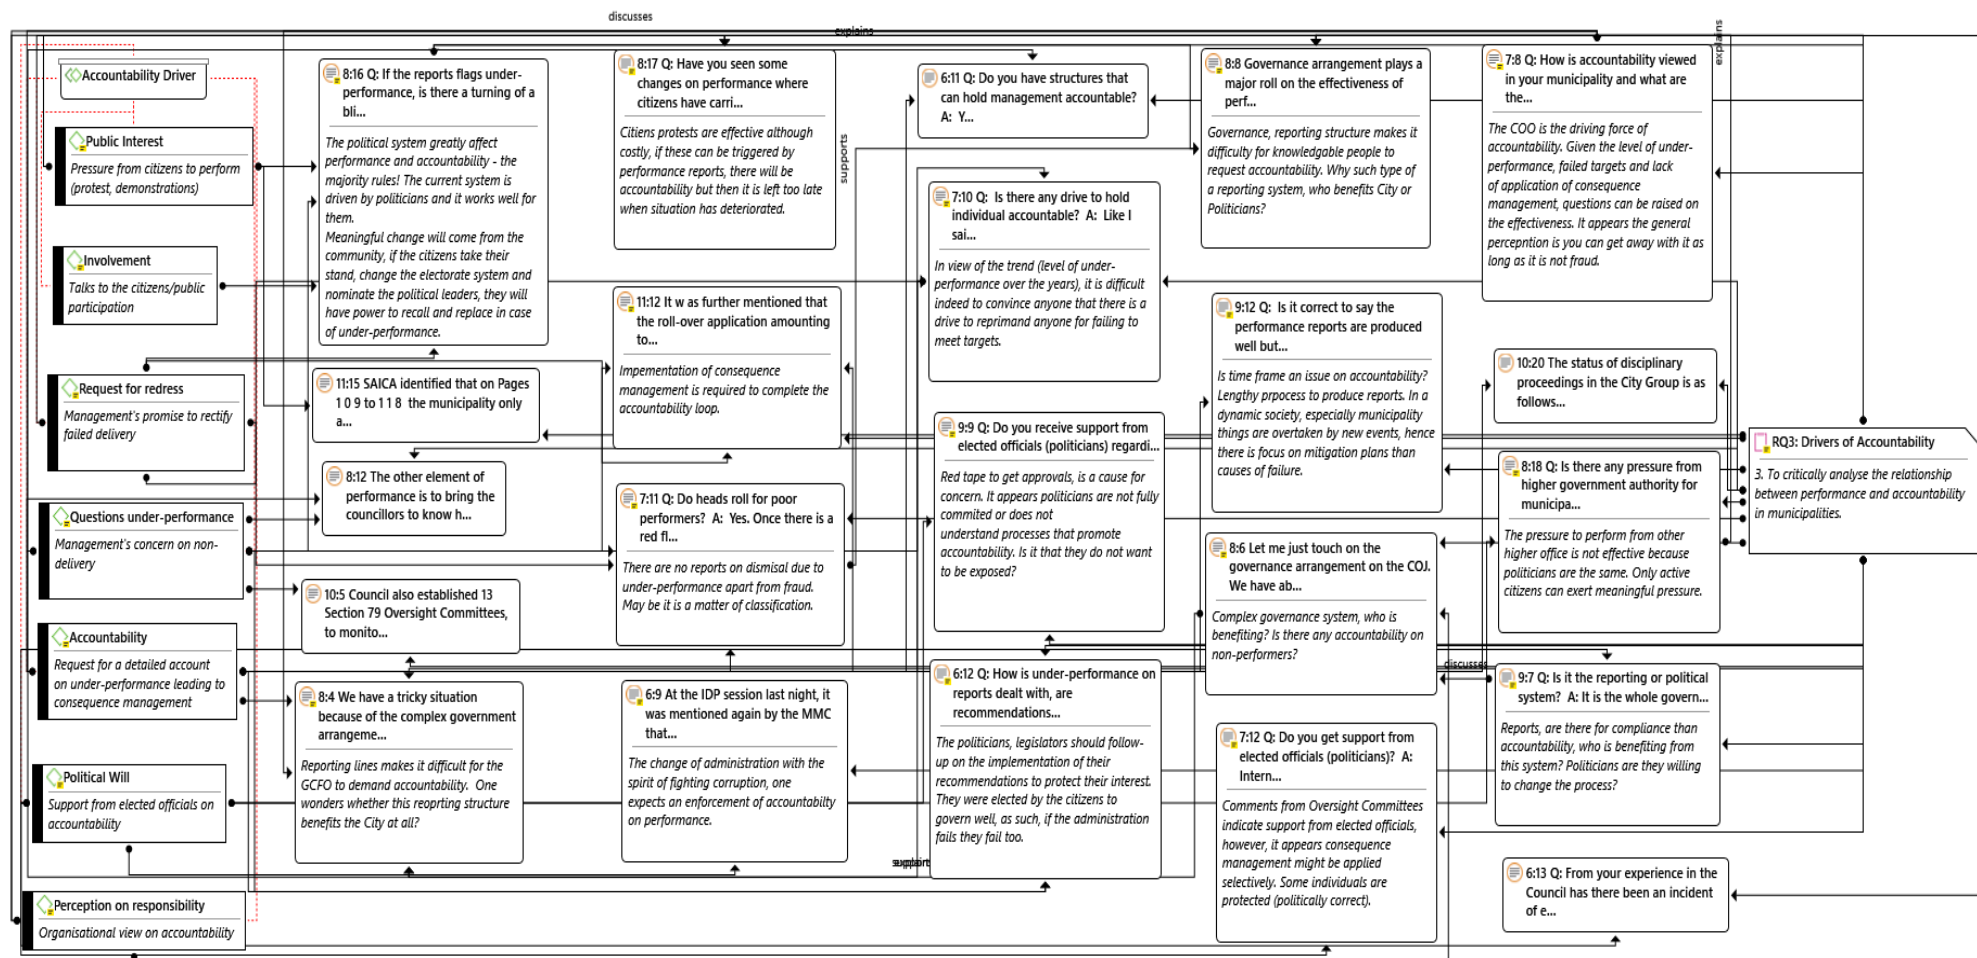 discusses
explains
explains
Accountability Driver
Public Interest
Pressure from citizens to perform
(protest, demonstrations)
Involvement
Talks to the citizens/public
participation
Request for redress
Management's promise to rectify
failed delivery
Questions under-performance
Management's concern on non-
delivery
Accountability
Request for a detailed account
on under-performance leading to
consequence management
Political Will
Support from elected officials on
accountability
Perception on responsibility
Organisational view on accountability
8:16 Q: If the reports flags under-
performance, is there a turning of a
bli...
The political system greatly affect
performance and accountability - the
majority rules! The current system is
driven by politicians and it works well for
them.
Meaningful change will come from the
community, if the citizens take their
stand, change the electorate system and
nominate the political leaders, they will
have power to recall and replace in case
of under-performance.
11:15 SAICA identified that on Pages
1 0 9 to 1 1 8 the municipality only
a...
8:12 The other element of
performance is to bring the
councillors to know h...
10:5 Council also established 13
Section 79 Oversight Committees,
to monito...
8:4 We have a tricky situation
because of the complex government
arrangeme...
Reporting lines makes it difficult for the
GCFO to demand accountability. One
wonders whether this reoprting structure
benefits the City at all?
8:17 Q: Have you seen some
changes on performance where
citizens have carri...
Citiens protests are effective although
costly, if these can be triggered by
performance reports, there will be
accountability but then it is left too late
when situation has deteriorated.
supports
11:12 It w as further mentioned that
the roll-over application amounting
to...
Impementation of consequence
management is required to complete the
accountability loop.
7:11 Q: Do heads roll for poor
performers? A: Yes. Once there is a
red fl...
There are no reports on dismisal due to
under-performance apart from fraud.
May be it is a matter of classification.
6:9 At the IDP session last night, it
was mentioned again by the MMC
that...
The change of administration with the
spirit of fighting corruption, one
expects an enforcement of accountabilty
on performance.
6:11 Q: Do you have structures that
can hold management accountable?
A: Y...
7:10 Q: Is there any drive to hold
individual accountable? A: Like I
sai...
In view of the trend (level of under-
performance over the years), it is difficult
indeed to convince anyone that there is a
drive to reprimand anyone for failing to
meet targets.
9:9 Q: Do you receive support from
elected officials (politicians) regardi...
Red tape to get approvals, is a cause for
concern. It appears politicians are not fully
commited or does not
understand processes that promote
accountability. Is it that they do not want
to be exposed?
6:12 Q: How is under-performance on
reports dealt with, are
recommendations...
The politicians, legislators should follow-
up on the implementation of their
recommendations to protect their interest.
They were elected by the citizens to
govern well, as such, if the administration
fails they fail too.
8:8 Governance arrangement plays a
major roll on the effectiveness of
perf...
Governance, reporting structure makes it
difficulty for knowledgable people to
request accountability. Why such type of
a reporting system, who benefits City or
Politicians?
9:12 Q: Is it correct to say the
performance reports are produced
well but...
Is time frame an issue on accountability?
Lengthy prpocess to produce reports. In a
dynamic society, especially municipality
things are overtaken by new events, hence
there is focus on mitigation plans than
causes of failure.
8:6 Let me just touch on the
governance arrangement on the COJ.
We have ab...
Complex governance system, who is
benefiting? Is there any accountability on
non-performers?
discusses
7:12 Q: Do you get support from
elected officials (politicians)? A:
Intern...
Comments from Oversight Committees
indicate support from elected officials,
however, it appears consequence
management might be applied
selectively. Some individuals are
protected (politically correct).
7:8 Q: How is accountability viewed
in your municipality and what are
the...
The COO is the driving force of
accountability. Given the level of under-
performance, failed targets and lack
of application of consequence
management, questions can be raised on
the effectiveness. It appears the general
percepntion is you can get away with it as
long as it is not fraud.
10:20 The status of disciplinary
proceedings in the City Group is as
follows...
8:18 Q: Is there any pressure from
higher government authority for
municipa...
The pressure to perform from other
higher office is not effective because
politicians are the same. Only active
citizens can exert meaningful pressure.
9:7 Q: Is it the reporting or political
system? A: It is the whole govern...
Reports, are there for compliance than
accountability, who is benefiting from
this system? Politicians are they willing
to change the process?
6:13 Q: From your experience in the
Council has there been an incident
of e...
RQ3: Drivers of Accountability
3. To critically analyse the relationship
between performance and accountability
in municipalities.